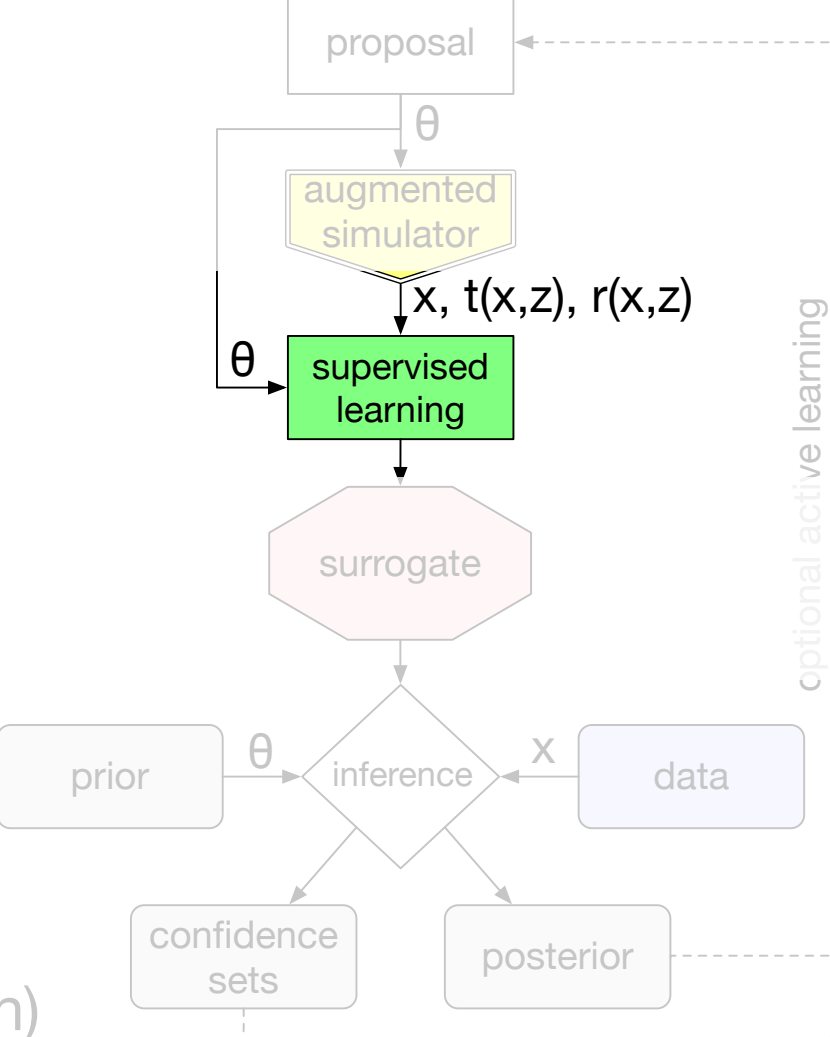 proposal
θ
augmented
simulator
x, t(x,z), r(x,z)
θ
supervised
learning
optional active learning
surrogate
prior
θ
inference
x
data
confidence
sets
posterior
n)